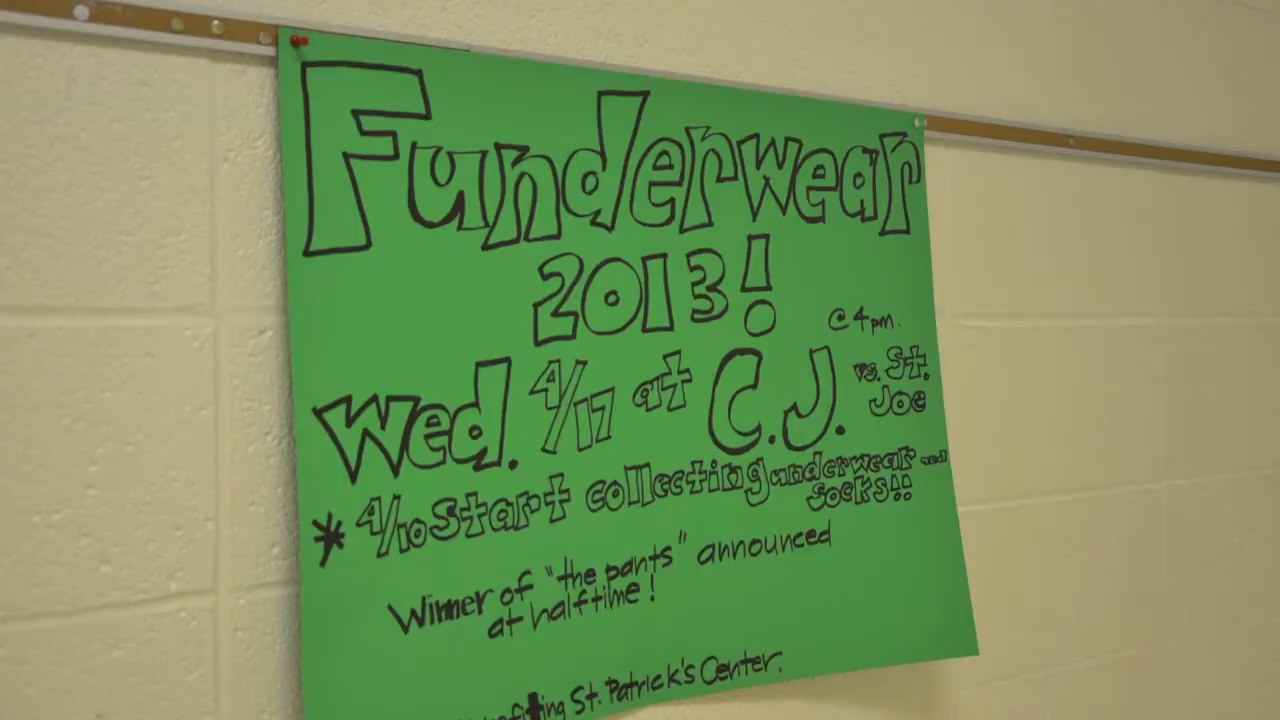 Funderwear
2013!
@ 4pm.
Wed. 4/17 at C.J. vs. St. Joe
* 4/10 start collecting underwear and socks!!
Winner of "the pants" announced
at halftime!
St. Patrick's Center.